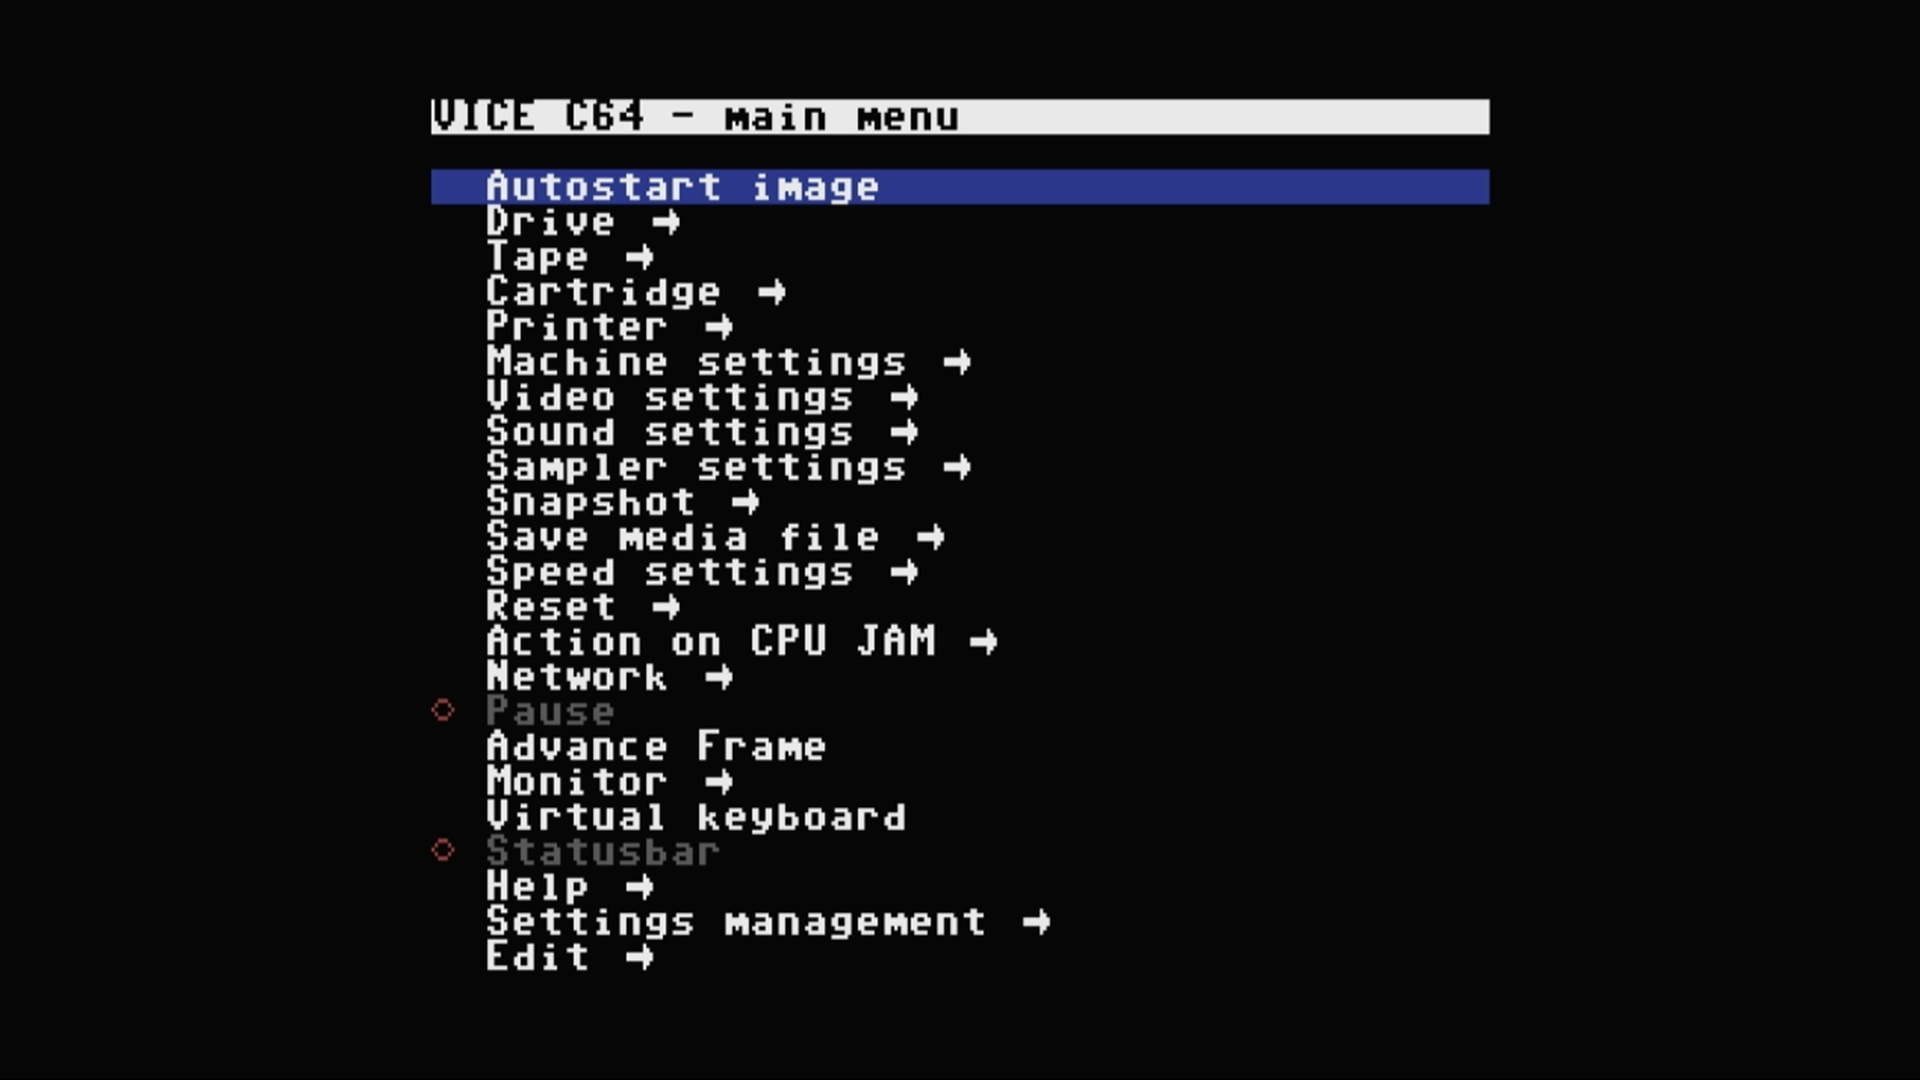 VICE C64 - main menu
Autostart image
Drive →
Tape →
Cartridge →
Printer →
Machine settings →
Video settings →
Sound settings →
Sampler settings →
Snapshot →
Save media file →
Speed settings →
Reset →
Action on CPU JAM →
Network →
Pause
Advance Frame
Monitor →
Virtual keyboard
Statusbar
Help →
Settings management →
Edit →